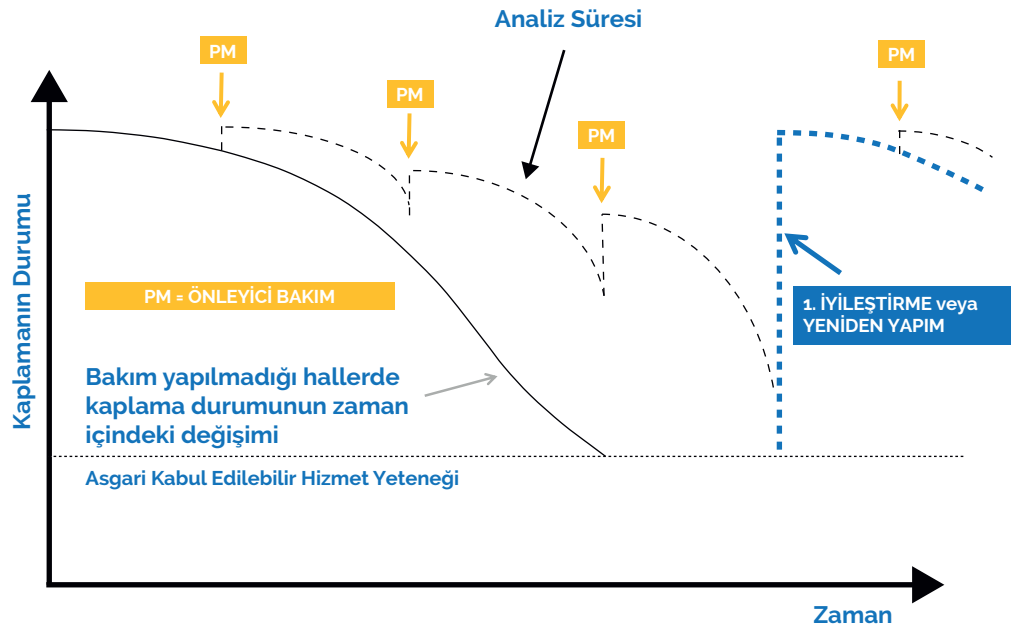 Analiz Süresi
PM
PM
PM
PM
Kaplamanın Durumu
PM = ÖNLEYİCİ BAKIM
1. İYİLEŞTİRME veya
YENİDEN YAPIM
Bakım yapılmadığı hallerde
kaplama durumunun zaman
içindeki değişimi
Asgari Kabul Edilebilir Hizmet Yeteneği
Zaman